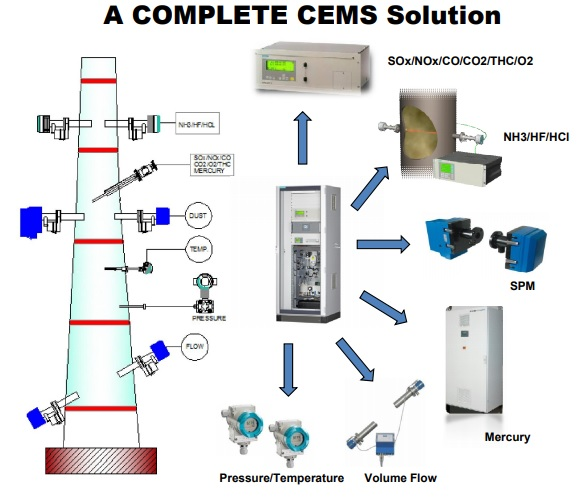 A COMPLETE CEMS Solution
SOx/NOx/CO/CO2/THC/O2
NH3/HF/HCL
NH3/HF/HCl
SOx/NOx/CO
CO2/O2/THC
MERCURY
DUST
TEMP.
SPM
PRESSURE
FLOW
Mercury
Pressure/Temperature
Volume Flow